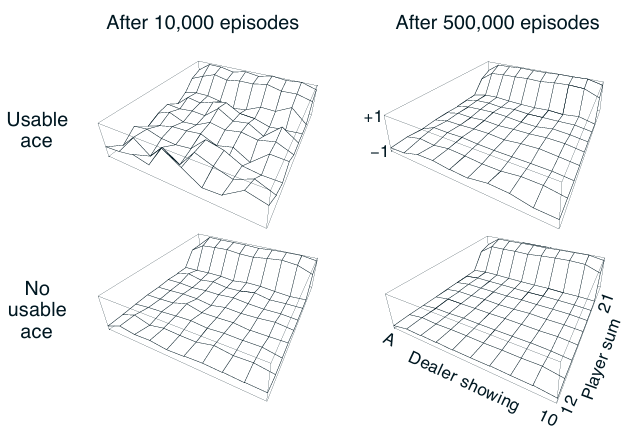 After 10,000 episodes
After 500,000 episodes
Usable
ace
+1
−1
No
usable
ace
A
Dealer showing
10
12
Player sum
21